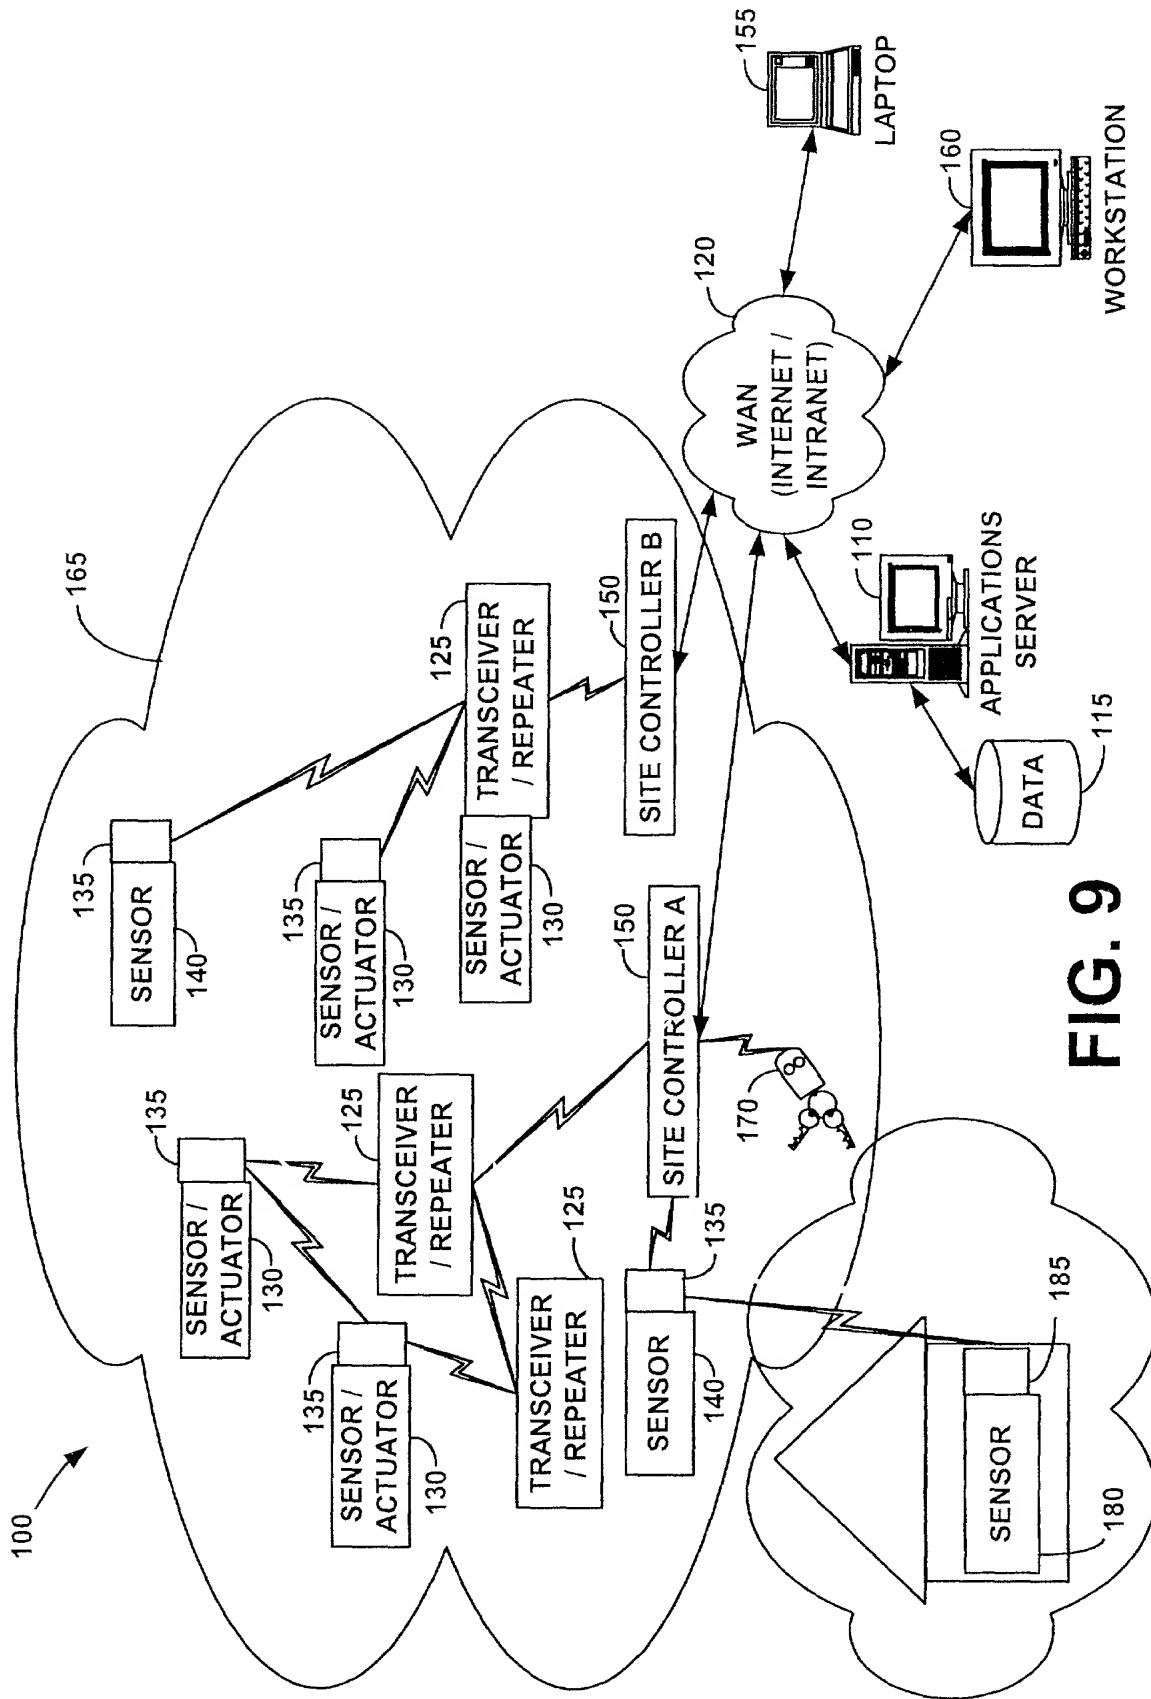 100
165
135
SENSOR /
ACTUATOR
130
135
SENSOR /
ACTUATOR
130
125
TRANSCEIVER
/ REPEATER
125
TRANSCEIVER
/ REPEATER
135
SENSOR
140
135
SENSOR /
ACTUATOR
130
125
TRANSCEIVER
/ REPEATER
SENSOR /
ACTUATOR
130
150
SITE CONTROLLER B
150
SITE CONTROLLER A
135
SENSOR
140
170
185
SENSOR
180
120
WAN
(INTERNET /
INTRANET)
155
LAPTOP
160
WORKSTATION
110
APPLICATIONS
SERVER
DATA
115
FIG. 9